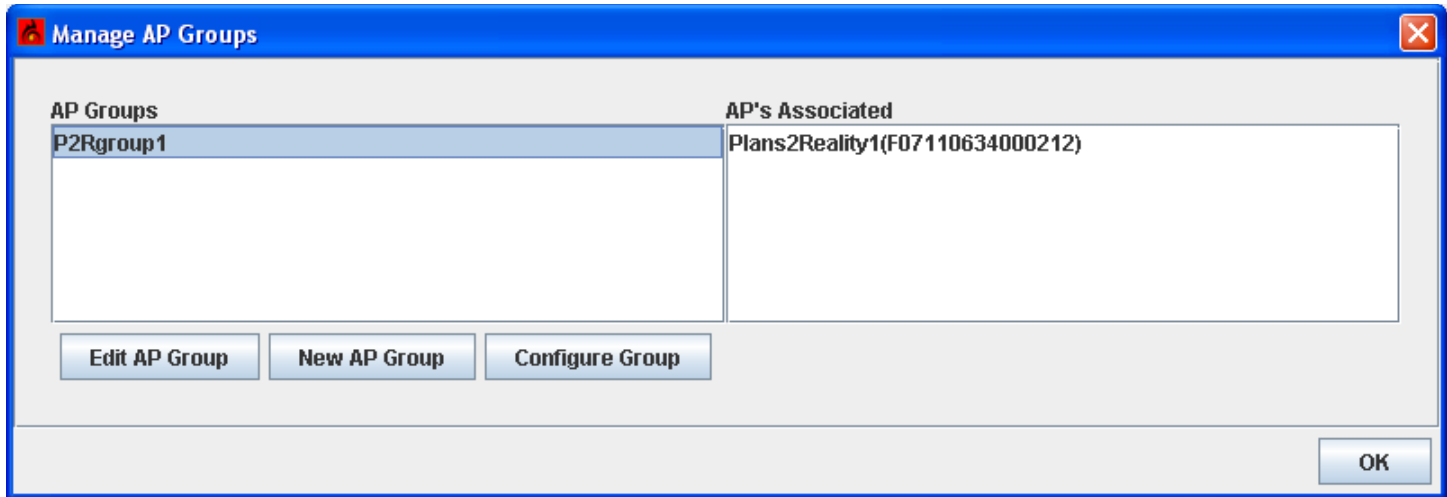 Manage AP Groups
AP Groups
AP's Associated
P2Rgroup1
Plans2Reality1(F07110634000212)
Edit AP Group
New AP Group
Configure Group
OK